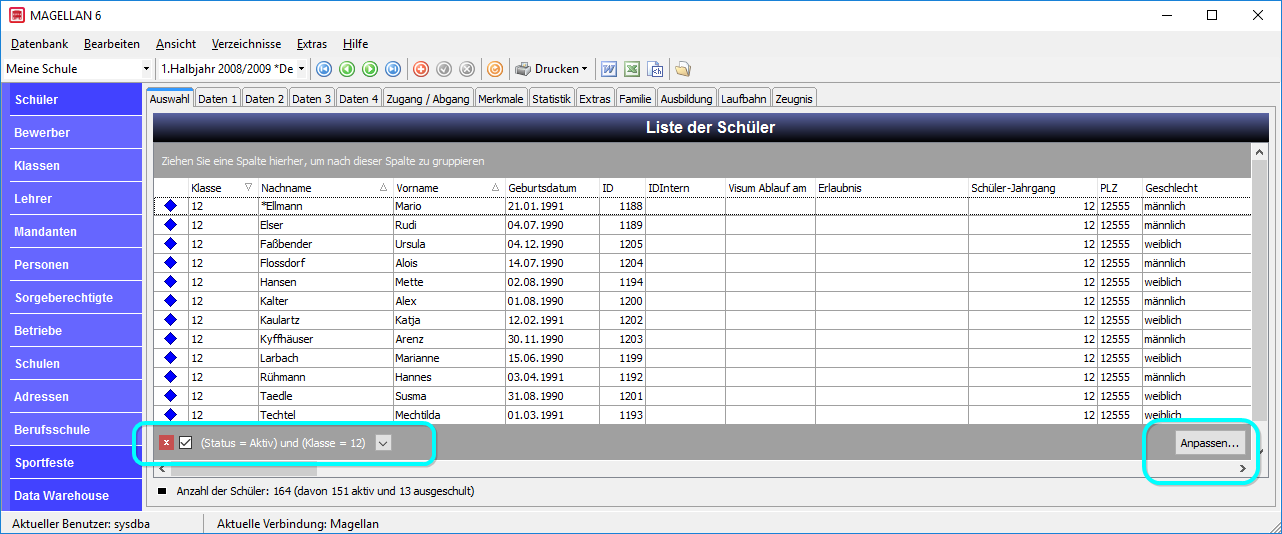 MAGELLAN 6
Datenbank Bearbeiten Ansicht Verzeichnisse Extras Hilfe
Meine Schule 1.Halbjahr 2008/2009 *De Drucken
Schüler
Bewerber
Klassen
Lehrer
Mandanten
Personen
Sorgeberechtigte
Betriebe
Schulen
Adressen
Berufsschule
Sportfeste
Data Warehouse
Auswahl Daten 1 Daten 2 Daten 3 Daten 4 Zugang / Abgang Merkmale Statistik Extras Familie Ausbildung Laufbahn Zeugnis
Liste der Schüler
Ziehen Sie eine Spalte hierher, um nach dieser Spalte zu gruppieren
Klasse Nachname Vorname Geburtsdatum ID IDIntern Visum Ablauf am Erlaubnis Schüler-Jahrgang PLZ Geschlecht
12 *Ellmann Mario 21.01.1991 1188 12 12555 männlich
12 Elser Rudi 04.07.1990 1189 12 12555 männlich
12 Faßbender Ursula 04.12.1990 1205 12 12555 weiblich
12 Flossdorf Alois 14.07.1990 1204 12 12555 männlich
12 Hansen Mette 02.08.1990 1194 12 12555 weiblich
12 Kalter Alex 01.08.1990 1200 12 12555 männlich
12 Kaulartz Katja 12.02.1991 1202 12 12555 weiblich
12 Kyffhäuser Arenz 30.11.1990 1203 12 12555 männlich
12 Larbach Marianne 15.06.1990 1199 12 12555 weiblich
12 Rühmann Hannes 03.04.1991 1192 12 12555 männlich
12 Taedle Susma 31.08.1990 1201 12 12555 weiblich
12 Techtel Mechtilda 01.03.1991 1193 12 12555 weiblich
x (Status = Aktiv) und (Klasse = 12) Anpassen...
Anzahl der Schüler: 164 (davon 151 aktiv und 13 ausgeschult)
Aktueller Benutzer: sysdba Aktuelle Verbindung: Magellan